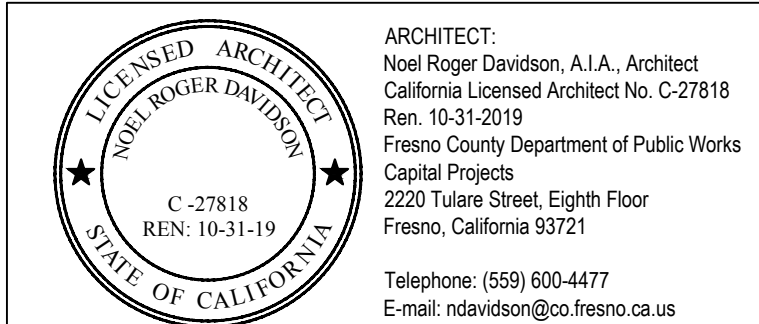 LICENSED ARCHITECT
NOEL ROGER DAVIDSON
C -27818
REN: 10-31-19
STATE OF CALIFORNIA
ARCHITECT:
Noel Roger Davidson, A.I.A., Architect
California Licensed Architect No. C-27818
Ren. 10-31-2019
Fresno County Department of Public Works
Capital Projects
2220 Tulare Street, Eighth Floor
Fresno, California 93721
Telephone: (559) 600-4477
E-mail: ndavidson@co.fresno.ca.us